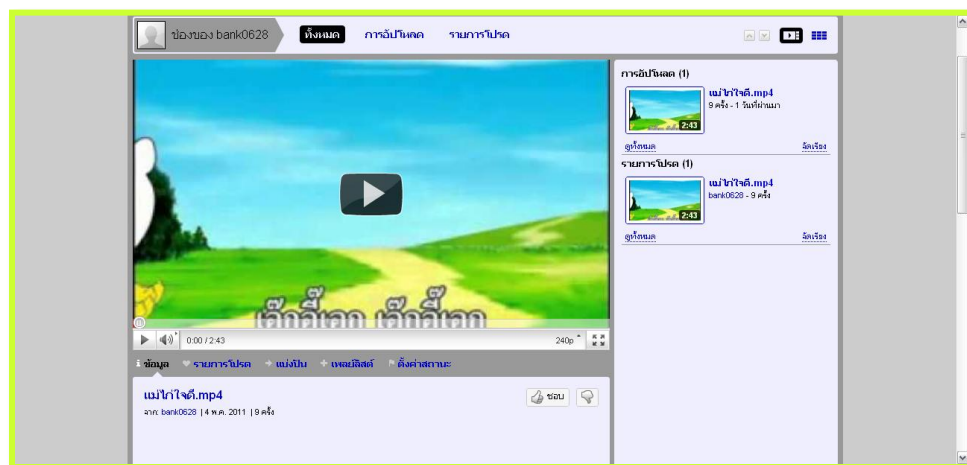 ช่องของ bank0628 ทั้งหมด การอัปโหลด รายการโปรด
เอ๊กอี๊เอก เอ๊กอี๊เอก
0:00 / 2:43 240p
ข้อมูล รายการโปรด แบ่งปัน เพลย์ลิสต์ ตั้งค่าสถานะ
แม่ไก่ใจดี.mp4
ชอบ
จาก: bank0628 | 4 พ.ค. 2011 | 9 ครั้ง
การอัปโหลด (1)
แม่ไก่ใจดี.mp4
9 ครั้ง - 1 วันที่ผ่านมา
2:43
ดูทั้งหมด จัดเรียง
รายการโปรด (1)
แม่ไก่ใจดี.mp4
bank0628 - 9 ครั้ง
2:43
ดูทั้งหมด จัดเรียง